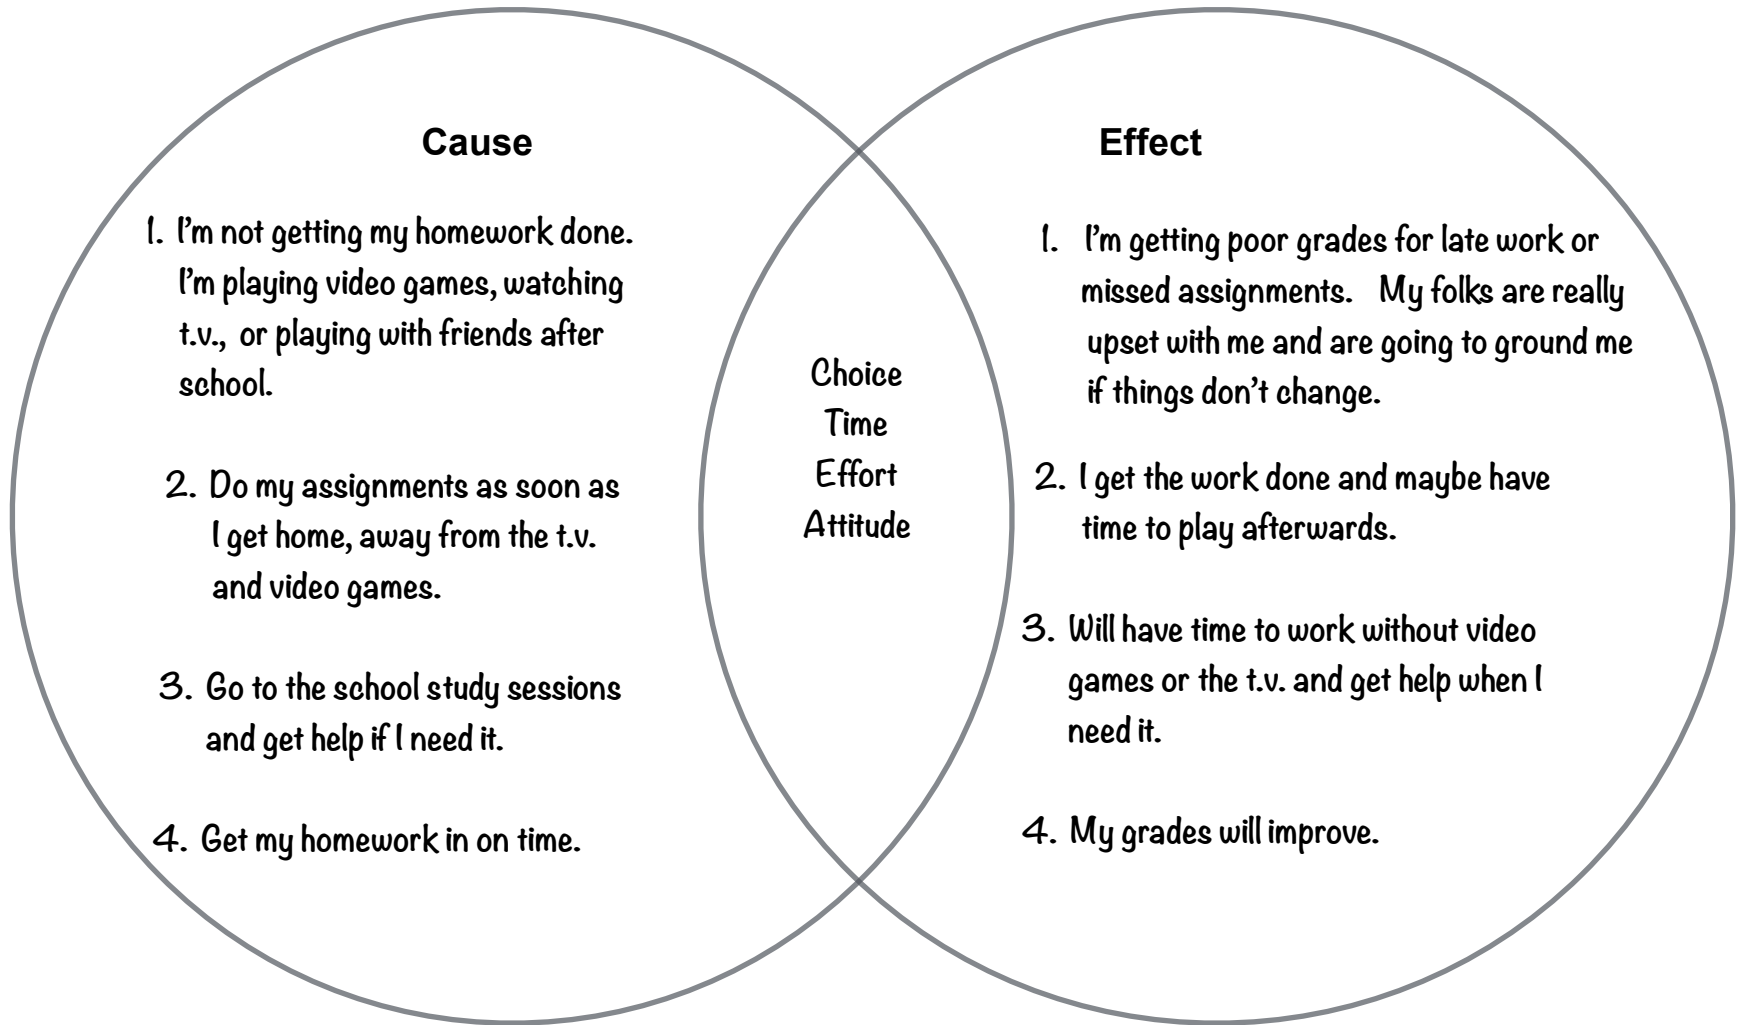 Cause
1. I'm not getting my homework done.
I'm playing video games, watching
t.v., or playing with friends after
school.
2. Do my assignments as soon as
I get home, away from the t.v.
and video games.
3. Go to the school study sessions
and get help if I need it.
4. Get my homework in on time.
Choice
Time
Effort
Attitude
Effect
1. I'm getting poor grades for late work or
missed assignments. My folks are really
upset with me and are going to ground me
if things don't change.
2. I get the work done and maybe have
time to play afterwards.
3. Will have time to work without video
games or the t.v. and get help when I
need it.
4. My grades will improve.